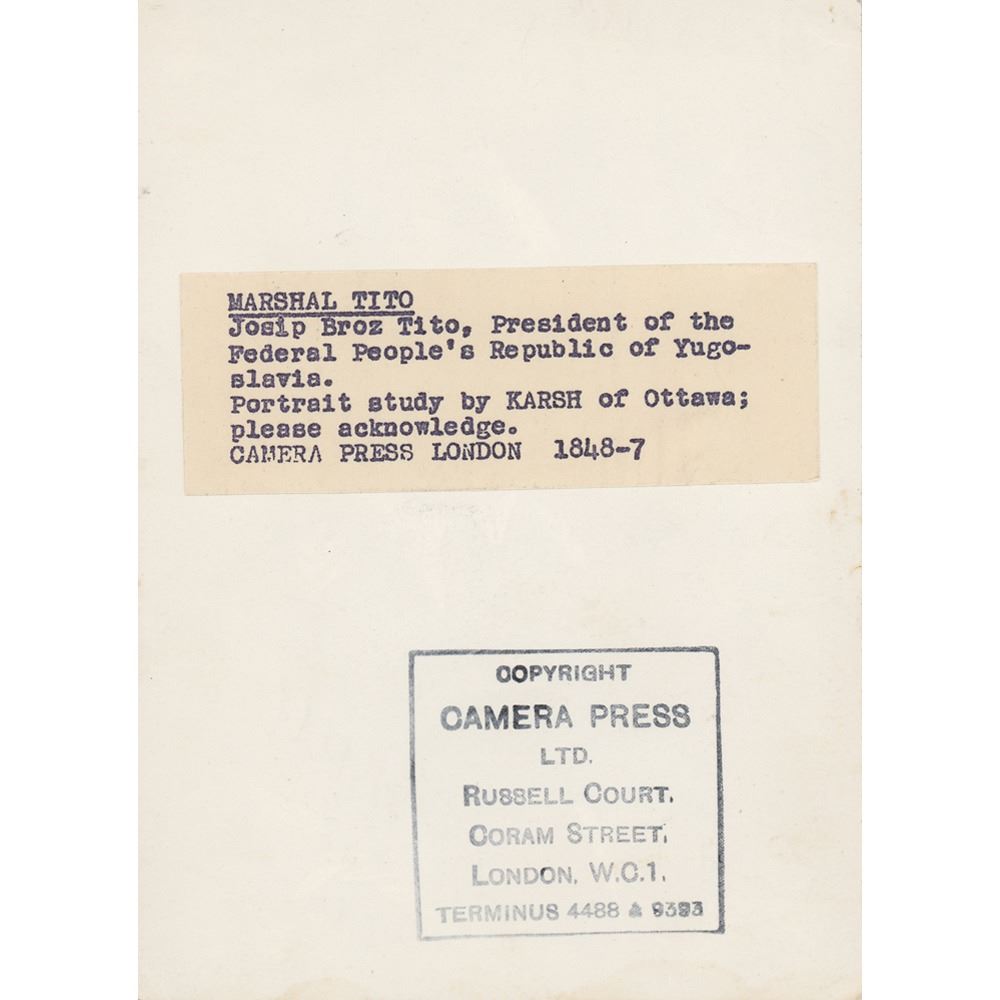 MARSHAL TITO
Josip Broz Tito, President of the
Federal People's Republic of Yugo-
slavia.
Portrait study by KARSH of Ottawa;
please acknowledge.
CAMERA PRESS LONDON 1848-7
COPYRIGHT
CAMERA PRESS
LTD.
RUSSELL COURT,
CORAM STREET,
LONDON, W.C.1,
TERMINUS 4488 & 9393